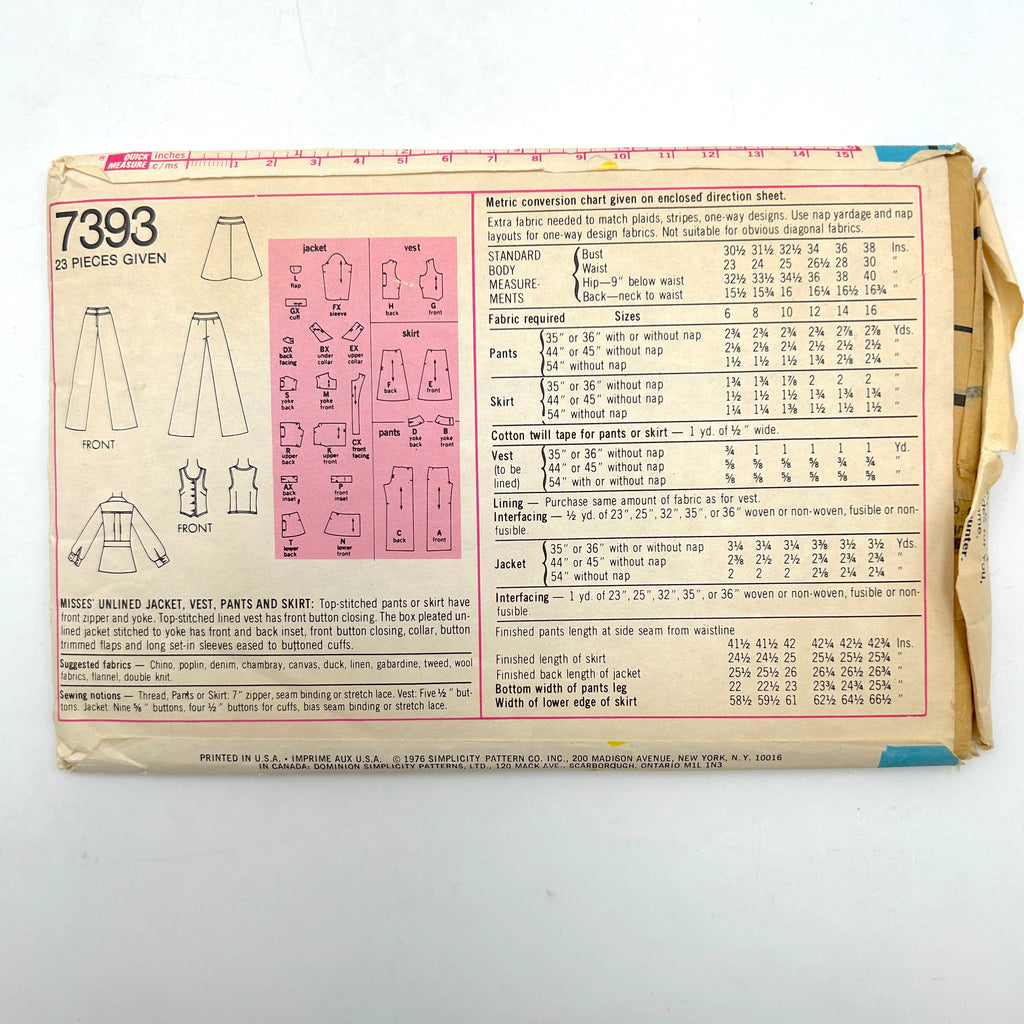 QUICK MEASURE
inches
c/ms
1 2
1 2 3 4 5 6 7 8 9 10 11 12 13 14 15
7393
23 PIECES GIVEN
FRONT
FRONT
jacket
L flap
FX sleeve
GX cuff
DX back facing
BX under collar
EX upper collar
S yoke back
M yoke front
CX front facing
R upper back
K upper front
AX back inset
P front inset
T lower back
N lower front
vest
H back
G front
skirt
F back
E front
pants
D yoke back
B yoke front
C back
A front
MISSES' UNLINED JACKET, VEST, PANTS AND SKIRT: Top-stitched pants or skirt have
front zipper and yoke. Top-stitched lined vest has front button closing. The box pleated un-
lined jacket stitched to yoke has front and back inset, front button closing, collar, button
trimmed flaps and long set-in sleeves eased to buttoned cuffs.
Suggested fabrics — Chino, poplin, denim, chambray, canvas, duck, linen, gabardine, tweed, wool
fabrics, flannel, double knit.
Sewing notions — Thread, Pants or Skirt: 7" zipper, seam binding or stretch lace. Vest: Five ½" but-
tons. Jacket: Nine ⅝" buttons, four ½" buttons for cuffs, bias seam binding or stretch lace.
Metric conversion chart given on enclosed direction sheet.
Extra fabric needed to match plaids, stripes, one-way designs. Use nap yardage and nap
layouts for one-way design fabrics. Not suitable for obvious diagonal fabrics.
STANDARD BODY MEASURE-MENTS
Bust 30½ 31½ 32½ 34 36 38 Ins.
Waist 23 24 25 26½ 28 30 "
Hip—9" below waist 32½ 33½ 34½ 36 38 40 "
Back—neck to waist 15½ 15¾ 16 16¼ 16½ 16¾ "
Fabric required Sizes 6 8 10 12 14 16
Pants
35" or 36" with or without nap 2¾ 2¾ 2¾ 2¾ 2⅞ 2⅞ Yds.
44" or 45" without nap 2⅛ 2⅛ 2¼ 2½ 2½ 2½ "
54" without nap 1½ 1½ 1½ 1¾ 2⅛ 2¼ "
Skirt
35" or 36" without nap 1¾ 1¾ 1⅞ 2 2 2 "
44" or 45" without nap 1½ 1½ 1½ 1¾ 1¾ 1¾ "
54" without nap 1¼ 1¼ 1⅜ 1½ 1½ 1½ "
Cotton twill tape for pants or skirt — 1 yd. of ½" wide.
Vest (to be lined)
35" or 36" without nap ¾ 1 1 1 1 1 Yd.
44" or 45" without nap ⅝ ⅝ ⅝ ⅝ ¾ ¾ "
54" with or without nap ⅝ ⅝ ⅝ ⅝ ⅝ ⅝ "
Lining — Purchase same amount of fabric as for vest.
Interfacing — ½ yd. of 23", 25", 32", 35", or 36" woven or non-woven, fusible or non-
fusible.
Jacket
35" or 36" with or without nap 3¼ 3¼ 3¼ 3⅜ 3½ 3½ Yds.
44" or 45" without nap 2⅜ 2½ 2½ 2¾ 2¾ 2¾ "
54" without nap 2 2 2 2⅛ 2¼ 2¼ "
Interfacing — 1 yd. of 23", 25", 32", 35", or 36" woven or non-woven, fusible or non-
fusible.
Finished pants length at side seam from waistline
41½ 41½ 42 42¼ 42½ 42¾ Ins.
Finished length of skirt 24½ 24½ 25 25¼ 25½ 25¾ "
Finished back length of jacket 25½ 25½ 26 26¼ 26½ 26¾ "
Bottom width of pants leg 22 22½ 23 23¾ 24¾ 25¾ "
Width of lower edge of skirt 58½ 59½ 61 62½ 64½ 66½ "
PRINTED IN U.S.A. • IMPRIME AUX U.S.A. © 1976 SIMPLICITY PATTERN CO. INC., 200 MADISON AVENUE, NEW YORK, N. Y. 10016
IN CANADA: DOMINION SIMPLICITY PATTERNS, LTD., 120 MACK AVE., SCARBOROUGH, ONTARIO M1L 1N3